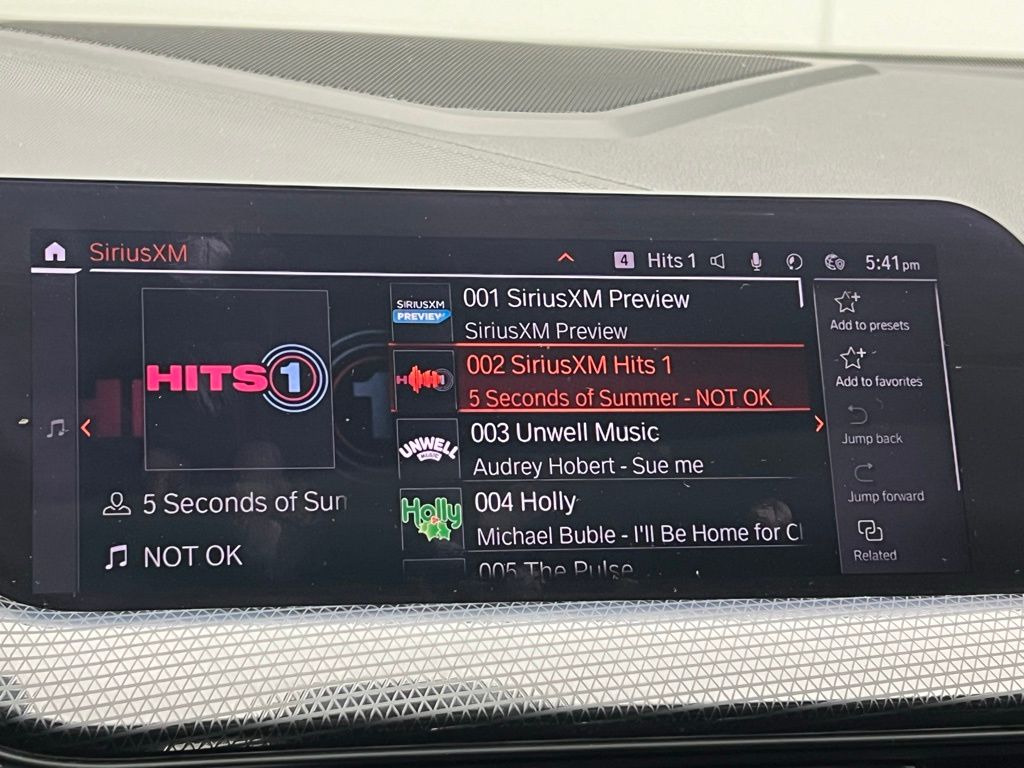 SiriusXM
4 Hits 1 5:41pm
HITS 1
5 Seconds of Sun
NOT OK
SIRIUSXM
PREVIEW
001 SiriusXM Preview
SiriusXM Preview
002 SiriusXM Hits 1
5 Seconds of Summer - NOT OK
UNWELL
MUSIC
003 Unwell Music
Audrey Hobert - Sue me
Holly
004 Holly
Michael Buble - I'll Be Home for C
005 The Pulse
Add to presets
Add to favorites
Jump back
Jump forward
Related